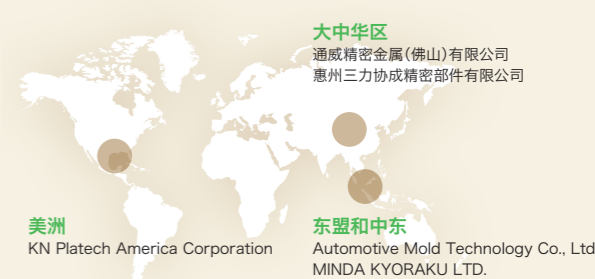 大中华区
通威精密金属(佛山)有限公司
惠州三力协成精密部件有限公司
美洲
KN Platech America Corporation
东盟和中东
Automotive Mold Technology Co., Ltd
MINDA KYORAKU LTD.